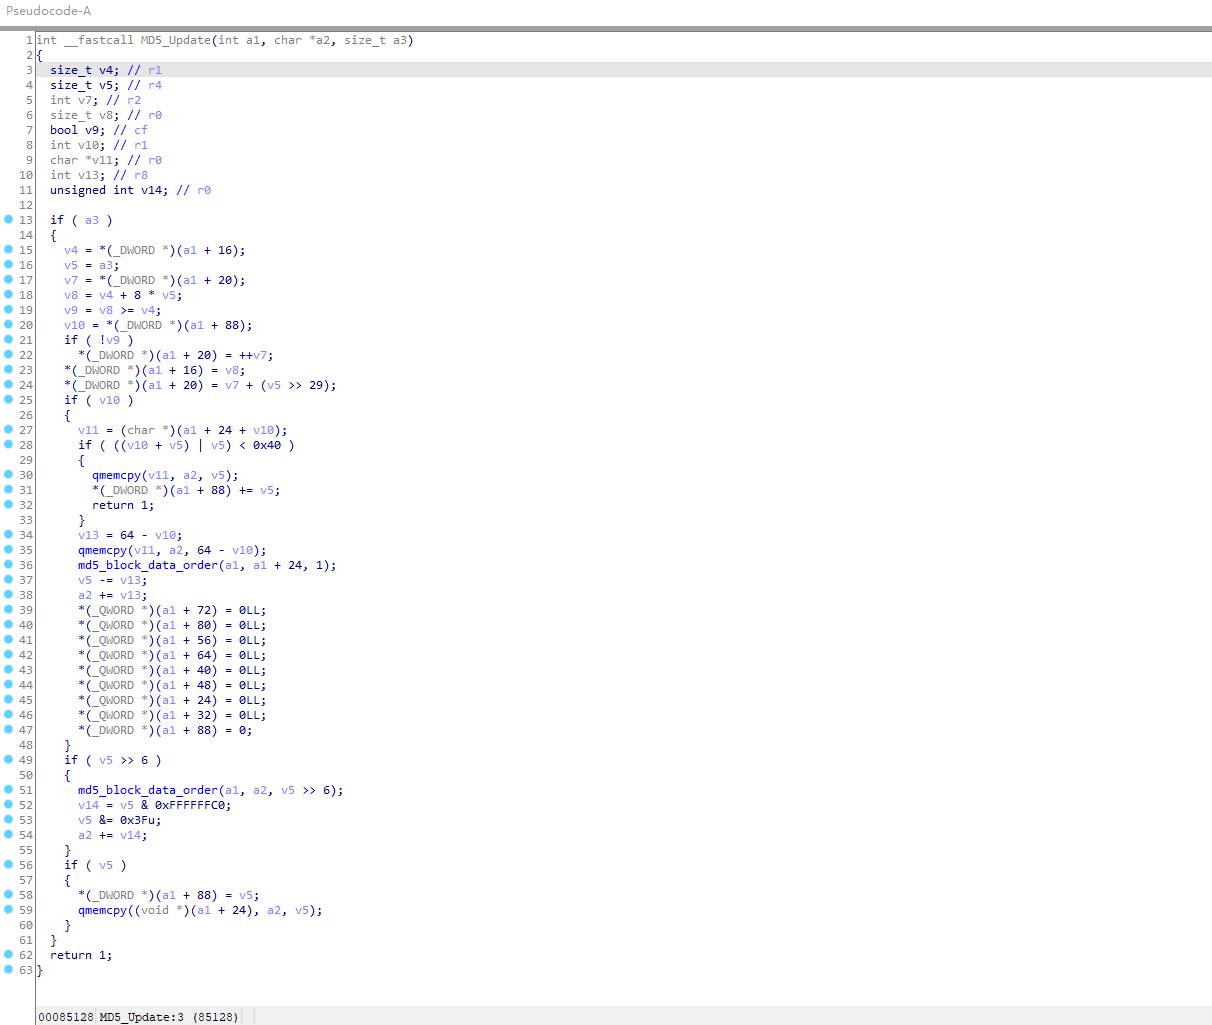 Pseudocode-A
1 int __fastcall MD5_Update(int a1, char *a2, size_t a3)
2 {
3   size_t v4; // r1
4   size_t v5; // r4
5   int v7; // r2
6   size_t v8; // r0
7   bool v9; // cf
8   int v10; // r1
9   char *v11; // r0
10   int v13; // r8
11   unsigned int v14; // r0
12
13   if ( a3 )
14   {
15     v4 = *(_DWORD *)(a1 + 16);
16     v5 = a3;
17     v7 = *(_DWORD *)(a1 + 20);
18     v8 = v4 + 8 * v5;
19     v9 = v8 >= v4;
20     v10 = *(_DWORD *)(a1 + 88);
21     if ( !v9 )
22       *(_DWORD *)(a1 + 20) = ++v7;
23     *(_DWORD *)(a1 + 16) = v8;
24     *(_DWORD *)(a1 + 20) = v7 + (v5 >> 29);
25     if ( v10 )
26     {
27       v11 = (char *)(a1 + 24 + v10);
28       if ( ((v10 + v5) | v5) < 0x40 )
29       {
30         qmemcpy(v11, a2, v5);
31         *(_DWORD *)(a1 + 88) += v5;
32         return 1;
33       }
34       v13 = 64 - v10;
35       qmemcpy(v11, a2, 64 - v10);
36       md5_block_data_order(a1, a1 + 24, 1);
37       v5 -= v13;
38       a2 += v13;
39       *(_QWORD *)(a1 + 72) = 0LL;
40       *(_QWORD *)(a1 + 80) = 0LL;
41       *(_QWORD *)(a1 + 56) = 0LL;
42       *(_QWORD *)(a1 + 64) = 0LL;
43       *(_QWORD *)(a1 + 40) = 0LL;
44       *(_QWORD *)(a1 + 48) = 0LL;
45       *(_QWORD *)(a1 + 24) = 0LL;
46       *(_QWORD *)(a1 + 32) = 0LL;
47       *(_DWORD *)(a1 + 88) = 0;
48     }
49     if ( v5 >> 6 )
50     {
51       md5_block_data_order(a1, a2, v5 >> 6);
52       v14 = v5 & 0xFFFFFFC0;
53       v5 &= 0x3Fu;
54       a2 += v14;
55     }
56     if ( v5 )
57     {
58       *(_DWORD *)(a1 + 88) = v5;
59       qmemcpy((void *)(a1 + 24), a2, v5);
60     }
61   }
62   return 1;
63 }
00085128 MD5_Update:3 (85128)